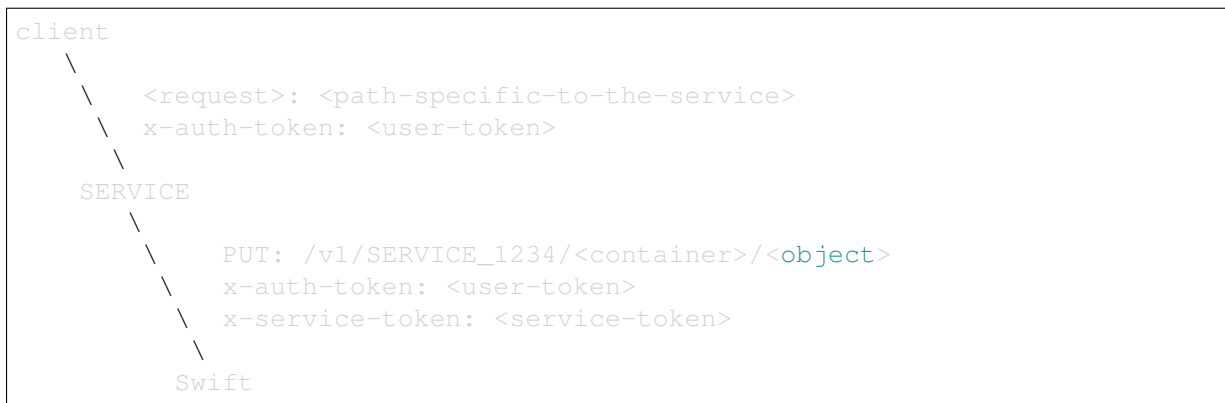 client
\
\
\ <request>: <path-specific-to-the-service>
\ x-auth-token: <user-token>
\
SERVICE
\
\
\ PUT: /v1/SERVICE_1234/<container>/<object>
\ x-auth-token: <user-token>
\ x-service-token: <service-token>
\
Swift